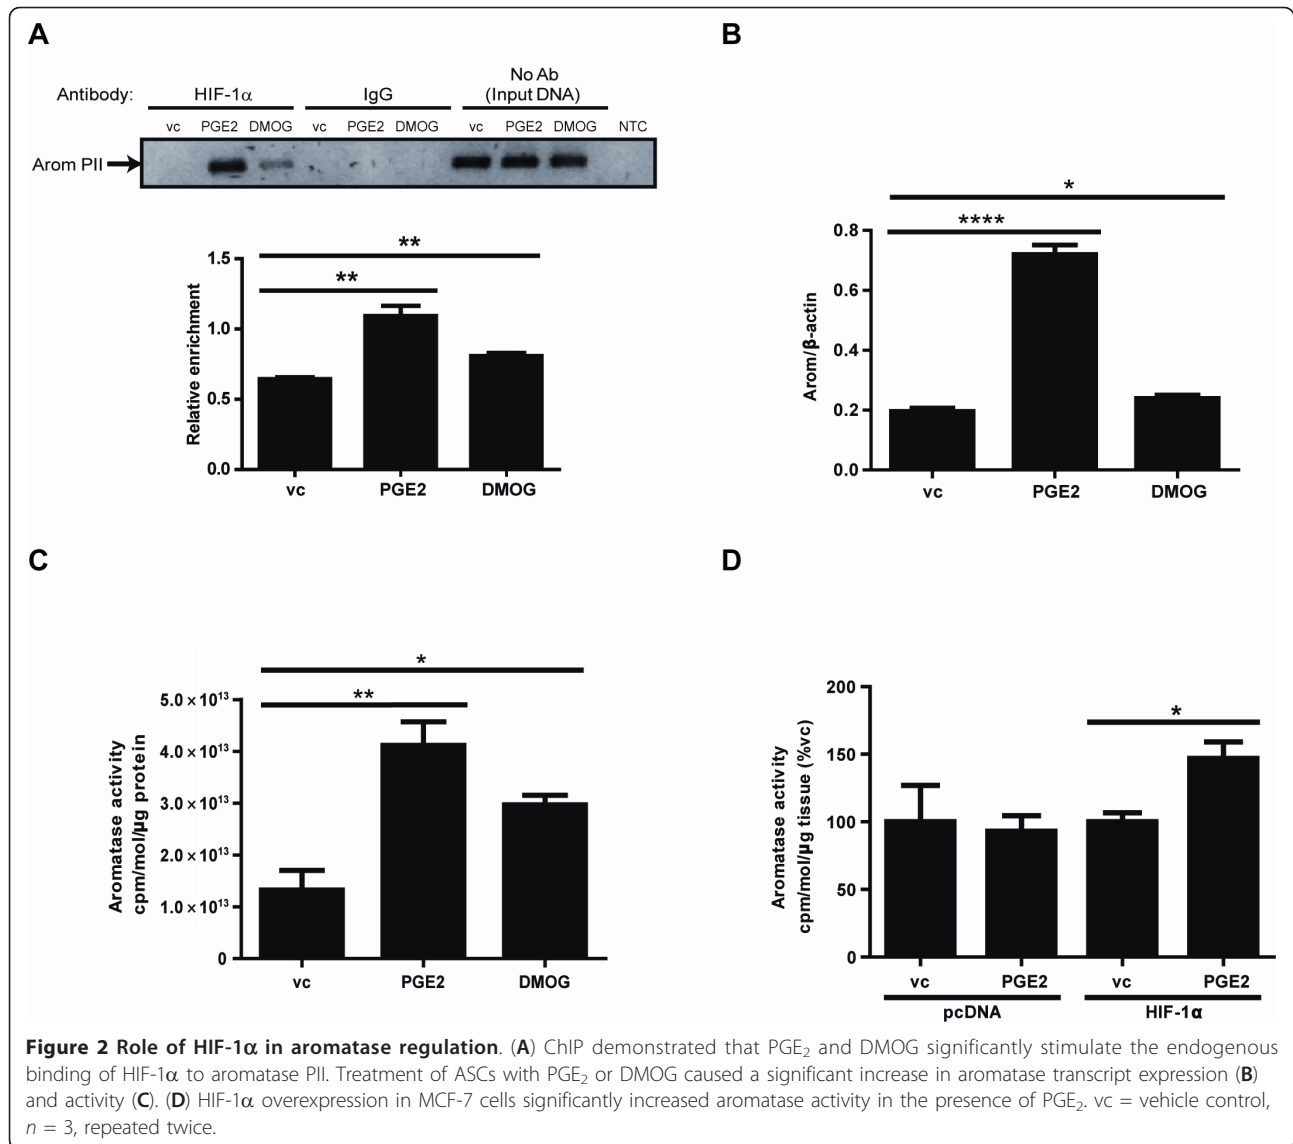 A
Antibody:
HIF-1α
IgG
No Ab
(Input DNA)
vc PGE2 DMOG vc PGE2 DMOG vc PGE2 DMOG NTC
Arom PII
**
**
Relative enrichment
1.5
1.0
0.5
0.0
vc PGE2 DMOG
B
*
****
Arom/β-actin
0.8
0.6
0.4
0.2
0.0
vc PGE2 DMOG
C
*
**
Aromatase activity
cpm/mol/µg protein
5.0 × 10¹³
4.0 × 10¹³
3.0 × 10¹³
2.0 × 10¹³
1.0 × 10¹³
0
vc PGE2 DMOG
D
*
Aromatase activity
cpm/mol/µg tissue (%vc)
200
150
100
50
0
vc PGE2 vc PGE2
pcDNA HIF-1α
Figure 2 Role of HIF-1α in aromatase regulation. (A) ChIP demonstrated that PGE₂ and DMOG significantly stimulate the endogenous
binding of HIF-1α to aromatase PII. Treatment of ASCs with PGE₂ or DMOG caused a significant increase in aromatase transcript expression (B)
and activity (C). (D) HIF-1α overexpression in MCF-7 cells significantly increased aromatase activity in the presence of PGE₂. vc = vehicle control,
n = 3, repeated twice.